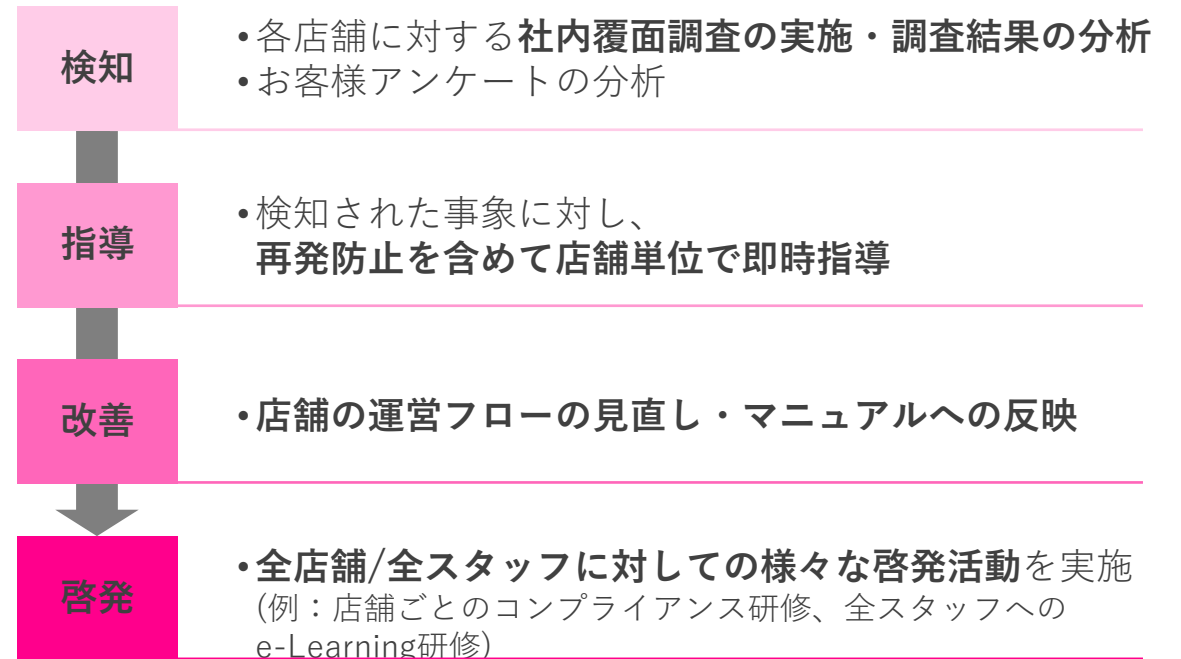 検知
•各店舗に対する社内覆面調査の実施・調査結果の分析
•お客様アンケートの分析
指導
•検知された事象に対し、
再発防止を含めて店舗単位で即時指導
改善
•店舗の運営フローの見直し・マニュアルへの反映
啓発
•全店舗/全スタッフに対しての様々な啓発活動を実施
(例：店舗ごとのコンプライアンス研修、全スタッフへの
e-Learning研修)